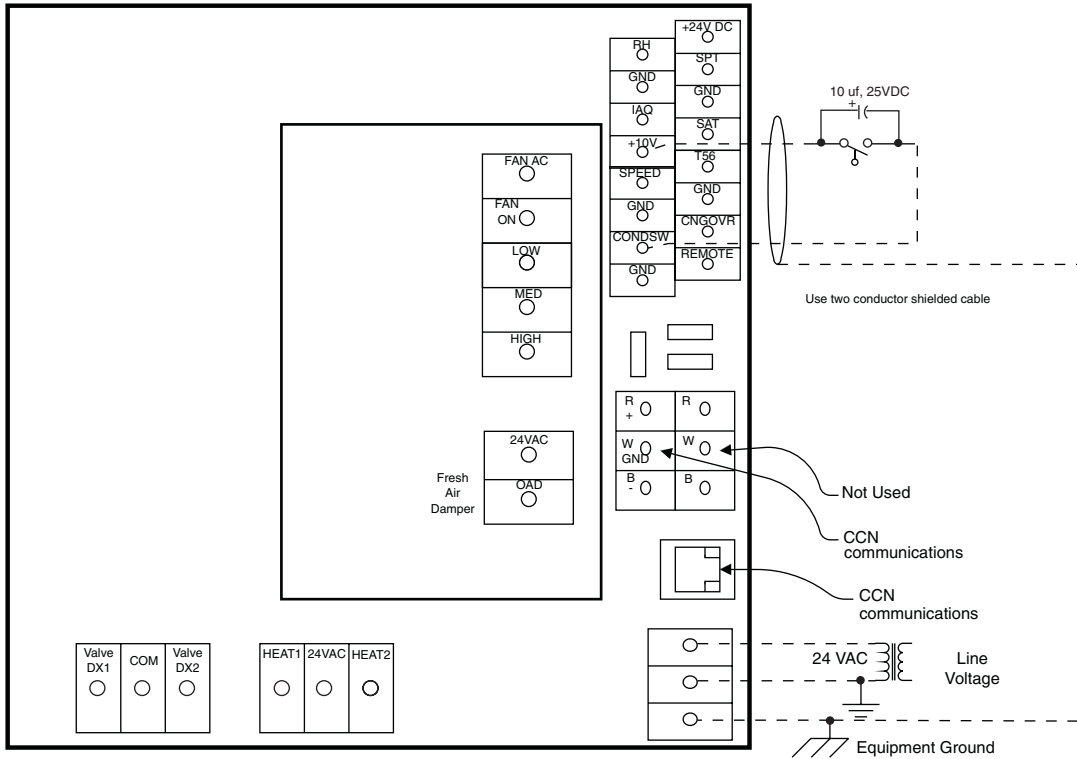 +24V DC
RH
SPT
GND
GND
IAQ
SAT
+10V
T56
SPEED
GND
GND
CNGOVR
CONDSW
REMOTE
GND
10 uf, 25VDC
+
Use two conductor shielded cable
FAN AC
FAN
ON
LOW
MED
HIGH
R
+
R
W
GND
W
B
-
B
24VAC
OAD
Fresh
Air
Damper
Not Used
CCN
communications
CCN
communications
Valve
DX1
COM
Valve
DX2
HEAT1
24VAC
HEAT2
24 VAC
Line
Voltage
Equipment Ground